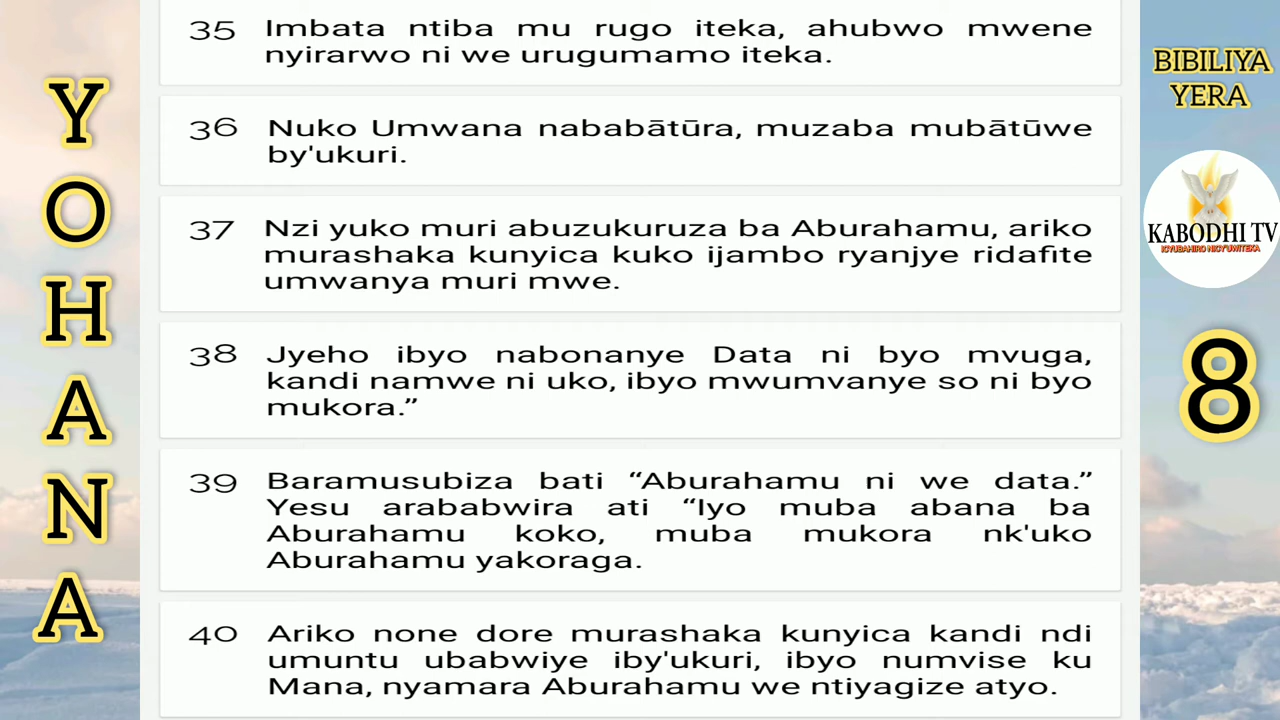 YOHANA
35 Imbata ntiba mu rugo iteka, ahubwo mwene
nyirarwo ni we urugumamo iteka.
36 Nuko Umwana nababātūra, muzaba mubātūwe
by'ukuri.
37 Nzi yuko muri abuzukuruza ba Aburahamu, ariko
murashaka kunyica kuko ijambo ryanjye ridafite
umwanya muri mwe.
38 Jyeho ibyo nabonanye Data ni byo mvuga,
kandi namwe ni uko, ibyo mwumvanye so ni byo
mukora.”
39 Baramusubiza bati “Aburahamu ni we data.”
Yesu arababwira ati “Iyo muba abana ba
Aburahamu koko, muba mukora nk'uko
Aburahamu yakoraga.
40 Ariko none dore murashaka kunyica kandi ndi
umuntu ubabwiye iby'ukuri, ibyo numvise ku
Mana, nyamara Aburahamu we ntiyagize atyo.
BIBILIYA
YERA
KABODHI TV
ICYUBAHIRO NICY'UWITEKA
8